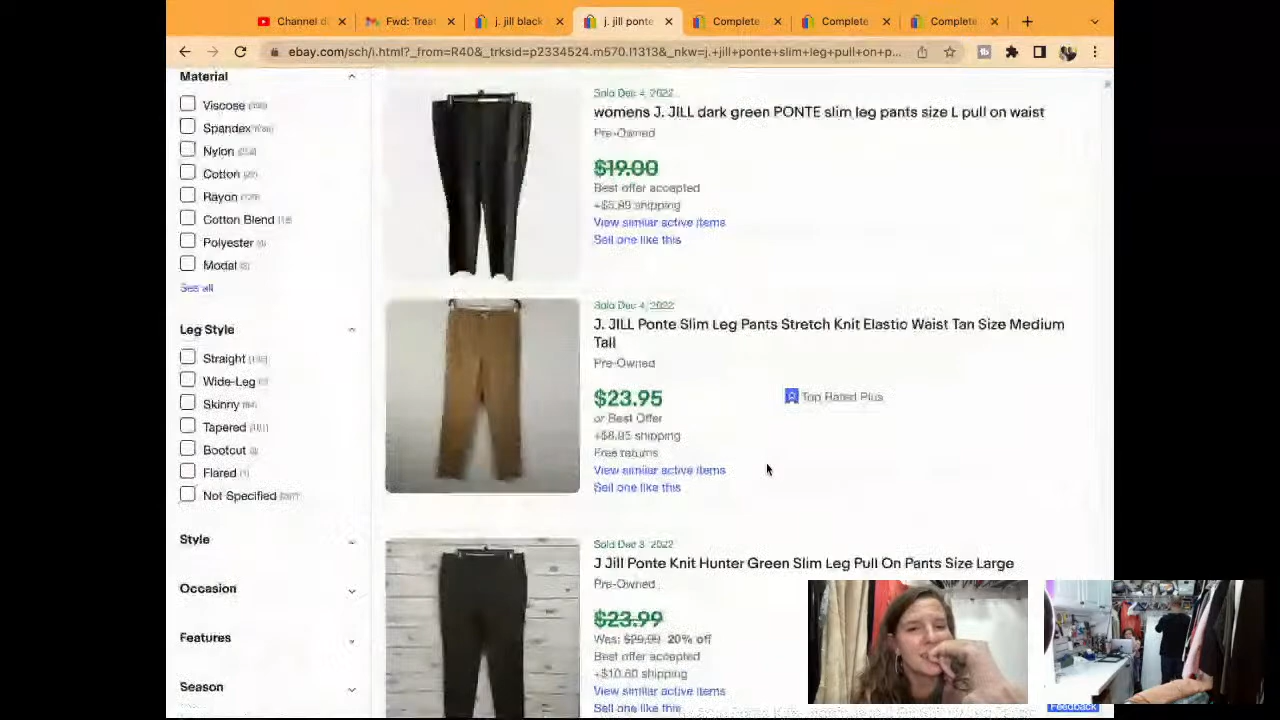 Channel d
Fwd: Treat
j. jill black
j. jill ponte
Complete
Complete
Complete
ebay.com/sch/i.html?_from=R40&_trksid=p2334524.m570.l1313&_nkw=j.+jill+ponte+slim+leg+pull+on+p...
Material
Viscose
Spandex
Nylon
Cotton
Rayon
Cotton Blend
Polyester
Modal
See all
Leg Style
Straight
Wide-Leg
Skinny
Tapered
Bootcut
Flared
Not Specified
Style
Occasion
Features
Season
Sold Dec 4, 2022
womens J. JILL dark green PONTE slim leg pants size L pull on waist
Pre-Owned
$19.00
Best offer accepted
+$5.99 shipping
View similar active items
Sell one like this
Sold Dec 4, 2022
J. JILL Ponte Slim Leg Pants Stretch Knit Elastic Waist Tan Size Medium
Tall
Pre-Owned
$23.95
Top Rated Plus
or Best Offer
shipping
Free returns
View similar active items
Sell one like this
Sold Dec 3, 2022
J Jill Ponte Knit Hunter Green Slim Leg Pull On Pants Size Large
Pre-Owned
$23.99
Was: $29.99 20% off
Best offer accepted
shipping
View similar active items
Sell one like this
Feedback